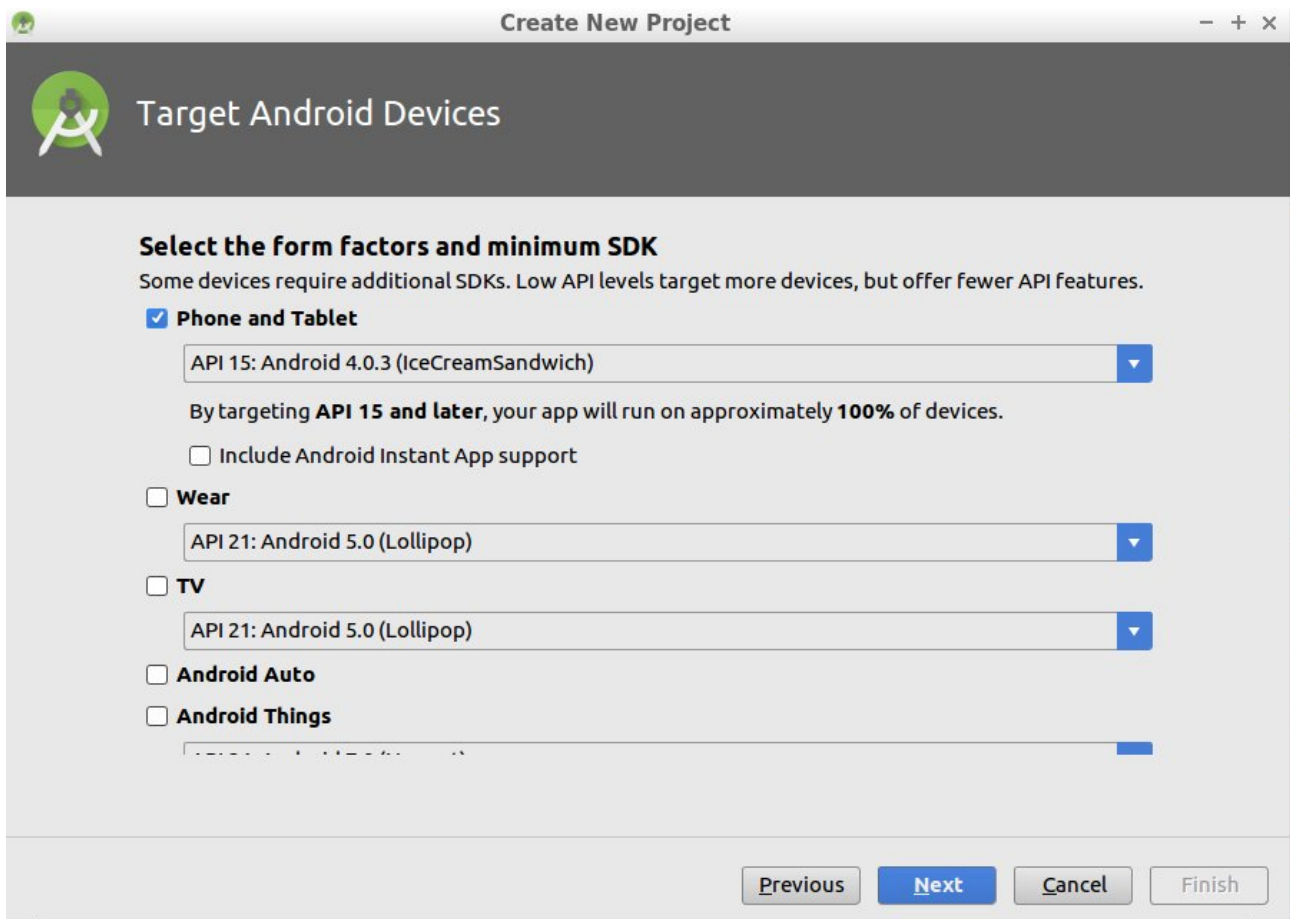 Create New Project
Target Android Devices
Select the form factors and minimum SDK
Some devices require additional SDKs. Low API levels target more devices, but offer fewer API features.
Phone and Tablet
API 15: Android 4.0.3 (IceCreamSandwich)
By targeting API 15 and later, your app will run on approximately 100% of devices.
Include Android Instant App support
Wear
API 21: Android 5.0 (Lollipop)
TV
API 21: Android 5.0 (Lollipop)
Android Auto
Android Things
Previous Next Cancel Finish